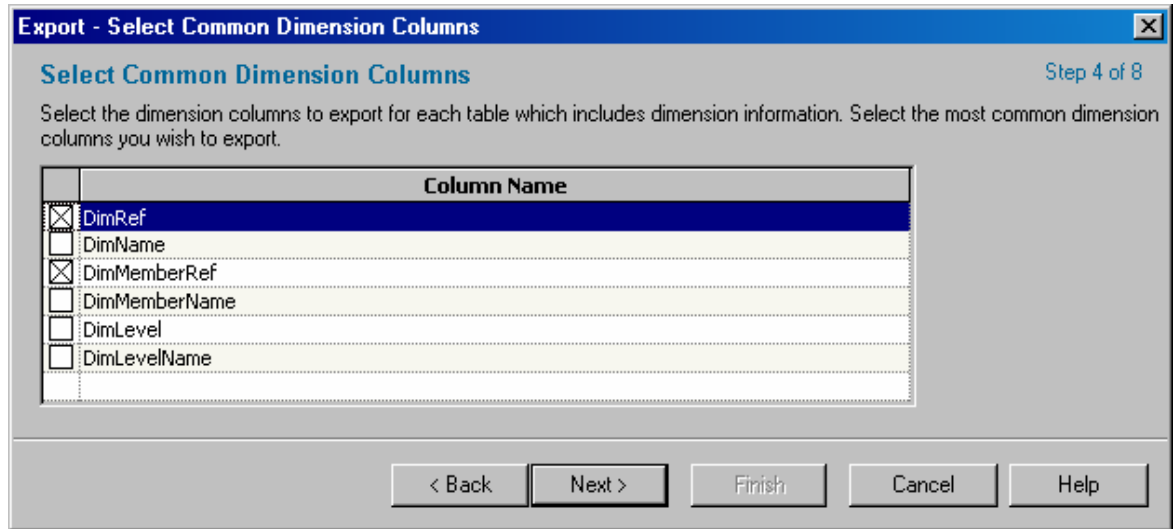 Export - Select Common Dimension Columns
Select Common Dimension Columns
Step 4 of 8
Select the dimension columns to export for each table which includes dimension information. Select the most common dimension
columns you wish to export.
Column Name
DimRef
DimName
DimMemberRef
DimMemberName
DimLevel
DimLevelName
< Back
Next >
Finish
Cancel
Help